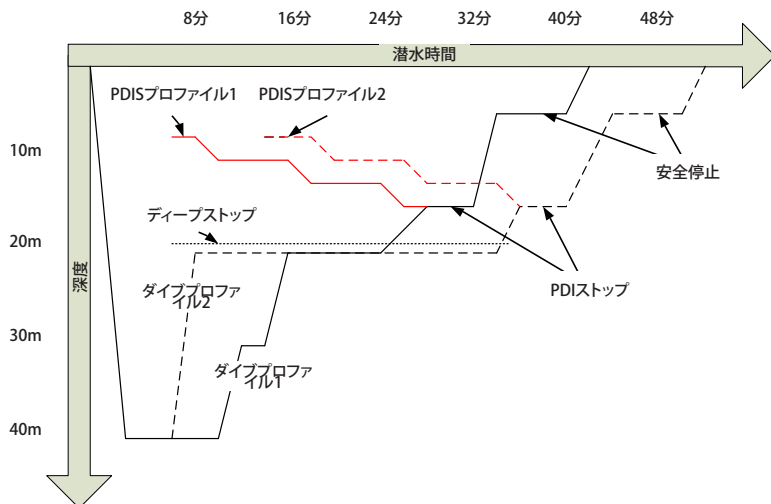 8分 16分 24分 32分 40分 48分
潜水時間
PDISプロファイル1 PDISプロファイル2
10m
安全停止
ディープストップ
20m
深度
PDIストップ
ダイブプロファ
イル2
30m
ダイブプロファ
イル1
40m